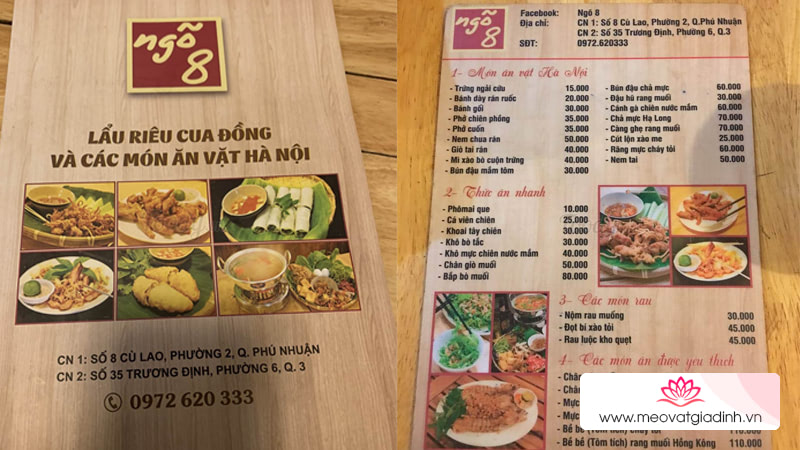 ngõ
8
LẨU RIÊU CUA ĐỒNG
VÀ CÁC MÓN ĂN VẶT HÀ NỘI
CN 1: SỐ 8 CÙ LAO, PHƯỜNG 2, Q. PHÚ NHUẬN
CN 2: SỐ 35 TRƯƠNG ĐỊNH, PHƯỜNG 6, Q. 3
0972 620 333
ngõ
8
Facebook: Ngõ 8
Địa chỉ: CN 1: Số 8 Cù Lao, Phường 2, Q.Phú Nhuận
CN 2: Số 35 Trương Định, Phường 6, Q.3
SĐT: 0972.620333
1- Món ăn vặt Hà Nội
- Trứng ngải cứu 15.000
- Bánh dày rán ruốc 20.000
- Bánh gối 30.000
- Phở chiên phồng 35.000
- Phở cuốn 35.000
- Nem chua rán 50.000
- Giò tai rán 40.000
- Mì xào bò cuộn trứng 40.000
- Bún đậu mắm tôm 30.000
- Bún đậu chả mực 60.000
- Đậu hũ rang muối 30.000
- Cánh gà chiên nước mắm 60.000
- Chả mực Hạ Long 70.000
- Càng ghẹ rang muối 70.000
- Cút lộn xào me 25.000
- Răng mực cháy tỏi 60.000
- Nem tai 50.000
2- Thức ăn nhanh
- Phômai que 10.000
- Cá viên chiên 25.000
- Khoai tây chiên 30.000
- Khô bò tắc 30.000
- Khô mực chiên nước mắm 40.000
- Chân giò muối 50.000
- Bắp bò muối 80.000
3- Các món rau
- Nộm rau muống 30.000
- Đọt bí xào tỏi 45.000
- Rau luộc kho quẹt 45.000
4- Các món ăn được yêu thích
- Chân
- Chân
- Mực
- Mực
- Bề bề (Tôm tích) cháy tỏi 110.000
- Bề bề (Tôm tích) rang muối Hồng Kông 110.000
www.meovatgiadinh.vn